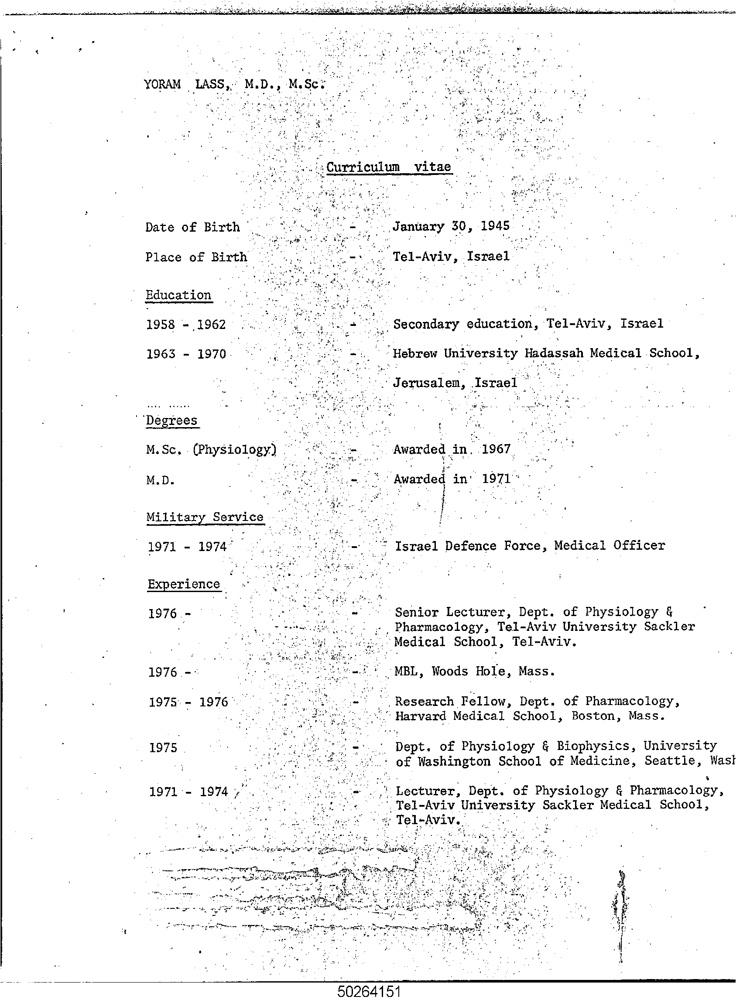 YORAM LASS, M.D., M.Sc.
Curriculum vitae
Date of Birth - January 30, 1945
Place of Birth - Tel-Aviv, Israel
Education
1958 - 1962 - Secondary education, Tel-Aviv, Israel
1963 - 1970 - Hebrew University Hadassah Medical School,
Jerusalem, Israel
Degrees
M.Sc. (Physiology) - Awarded in 1967
M.D. - Awarded in 1971
Military Service
1971 - 1974 - Israel Defence Force, Medical Officer
Experience
1976 - - Senior Lecturer, Dept. of Physiology &
Pharmacology, Tel-Aviv University Sackler
Medical School, Tel-Aviv.
1976 - - MBL, Woods Hole, Mass.
1975 - 1976 - Research Fellow, Dept. of Pharmacology,
Harvard Medical School, Boston, Mass.
1975 - Dept. of Physiology & Biophysics, University
of Washington School of Medicine, Seattle, Wash
1971 - 1974 - Lecturer, Dept. of Physiology & Pharmacology,
Tel-Aviv University Sackler Medical School,
Tel-Aviv.
50264151